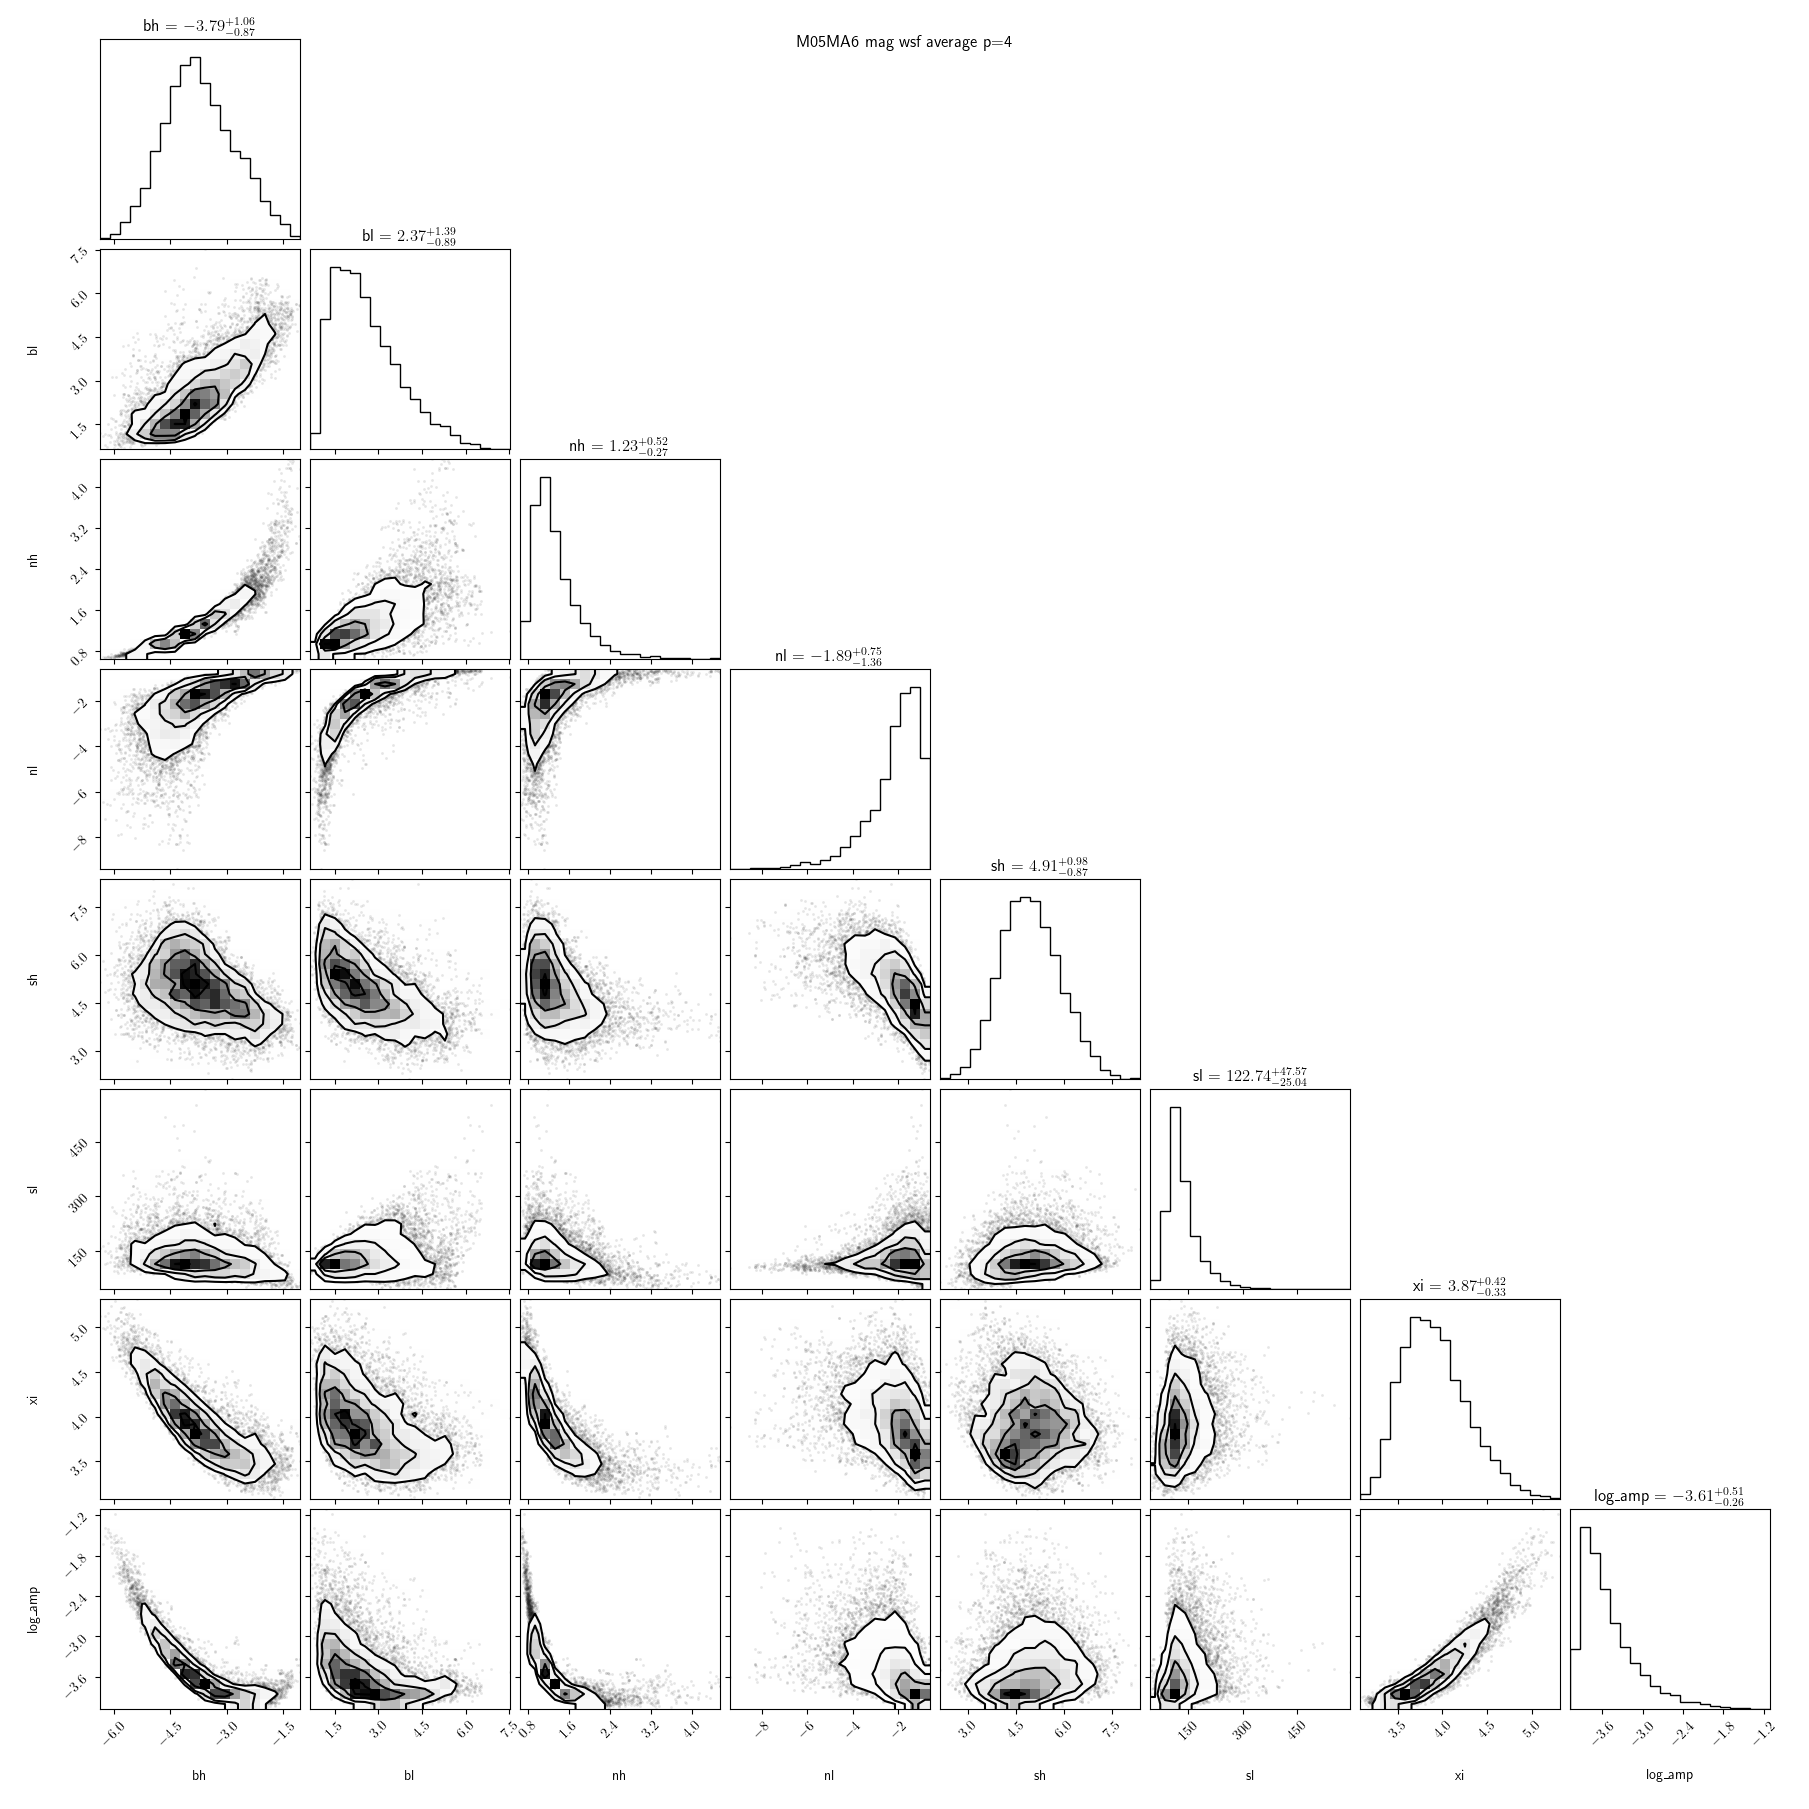 bh = −3.79+1.06 −0.87
M05MA6 mag wsf average p=4
bl = 2.37+1.39 −0.89
7.5
6.0
4.5
3.0
1.5
bl
nh = 1.23+0.52 −0.27
4.0
3.2
2.4
1.6
0.8
nh
nl = −1.89+0.75 −1.36
−2
−4
−6
−8
nl
sh = 4.91+0.98 −0.87
7.5
6.0
4.5
3.0
sh
sl = 122.74+47.57 −25.04
450
300
150
sl
xi = 3.87+0.42 −0.33
5.0
4.5
4.0
3.5
xi
log_amp = −3.61+0.51 −0.26
−1.2
−1.8
−2.4
−3.0
−3.6
log_amp
−6.0 −4.5 −3.0 −1.5 1.5 3.0 4.5 6.0 7.5 0.8 1.6 2.4 3.2 4.0 −8 −6 −4 −2 3.0 4.5 6.0 7.5 150 300 450 3.5 4.0 4.5 5.0 −3.6 −3.0 −2.4 −1.8 −1.2
bh bl nh nl sh sl xi log_amp